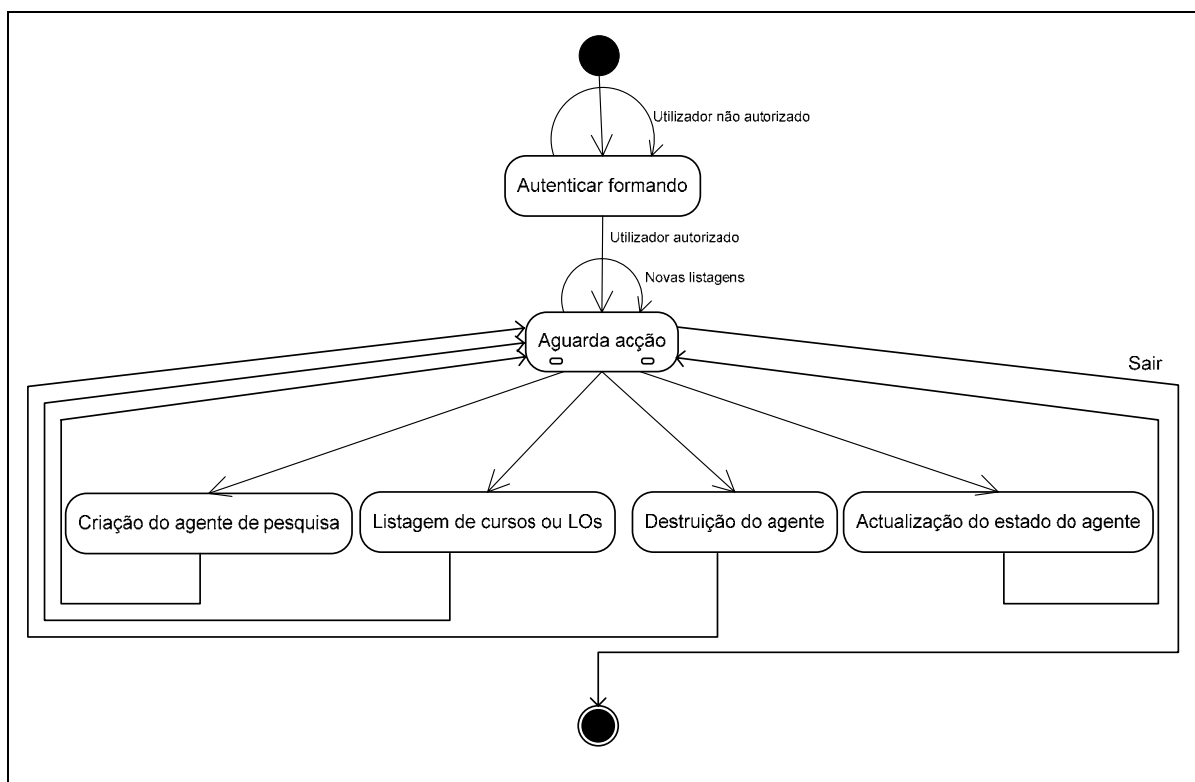 Utilizador não autorizado
Autenticar formando
Utilizador autorizado
Novas listagens
Aguarda acção
Sair
Criação do agente de pesquisa
Listagem de cursos ou LOs
Destruição do agente
Actualização do estado do agente